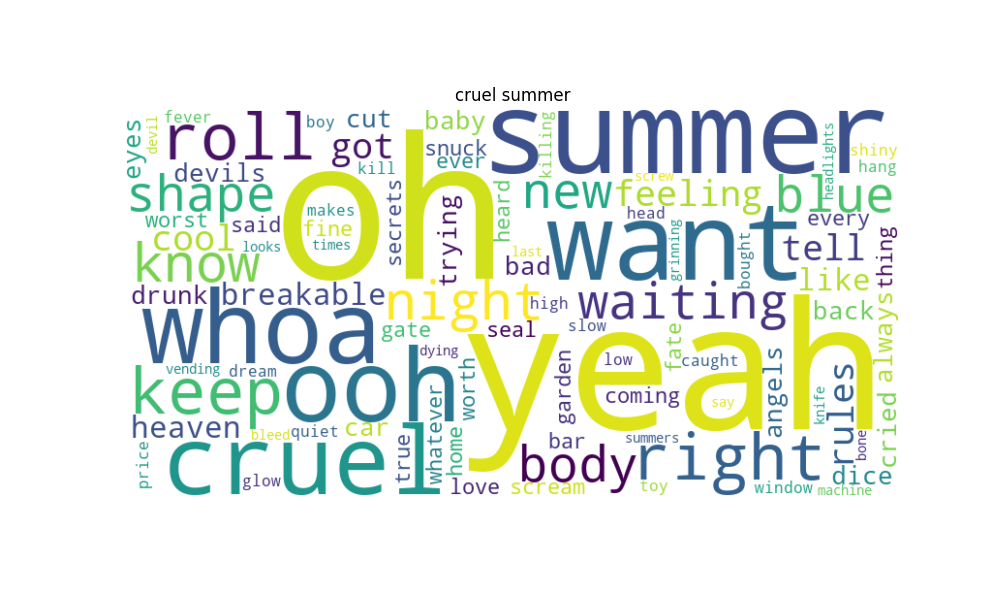 cruel summer
fever
devil
eyes
roll
boy
cut
got
baby
snuck
ever
summer
killing
headlights
shiny
hang
devils
kill
shape
oh
secrets
heard
new
screw
feeling
blue
worst
said
makes
fine
times
cool
looks
trying
want
head
grinning
bought
every
tell
thing
know
last
bad
like
drunk
breakable
night
high
waiting
back
whoa
gate
seal
slow
fate
always
dying
yeah
low
caught
vending
dream
keep
ooh
worth
garden
coming
say
angels
knife
rules
cried
heaven
bleed
quiet
car
true
whatever
home
bar
summers
bone
price
cruel
glow
love
scream
body
toy
right
window
dice
machine